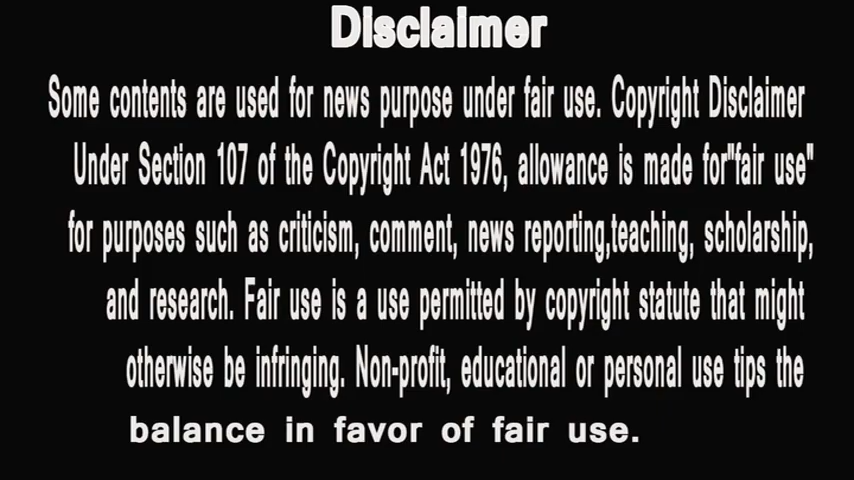 Disclaimer
Some contents are used for news purpose under fair use. Copyright Disclaimer
Under Section 107 of the Copyright Act 1976, allowance is made for"fair use"
for purposes such as criticism, comment, news reporting,teaching, scholarship,
and research. Fair use is a use permitted by copyright statute that might
otherwise be infringing. Non-profit, educational or personal use tips the
balance in favor of fair use.